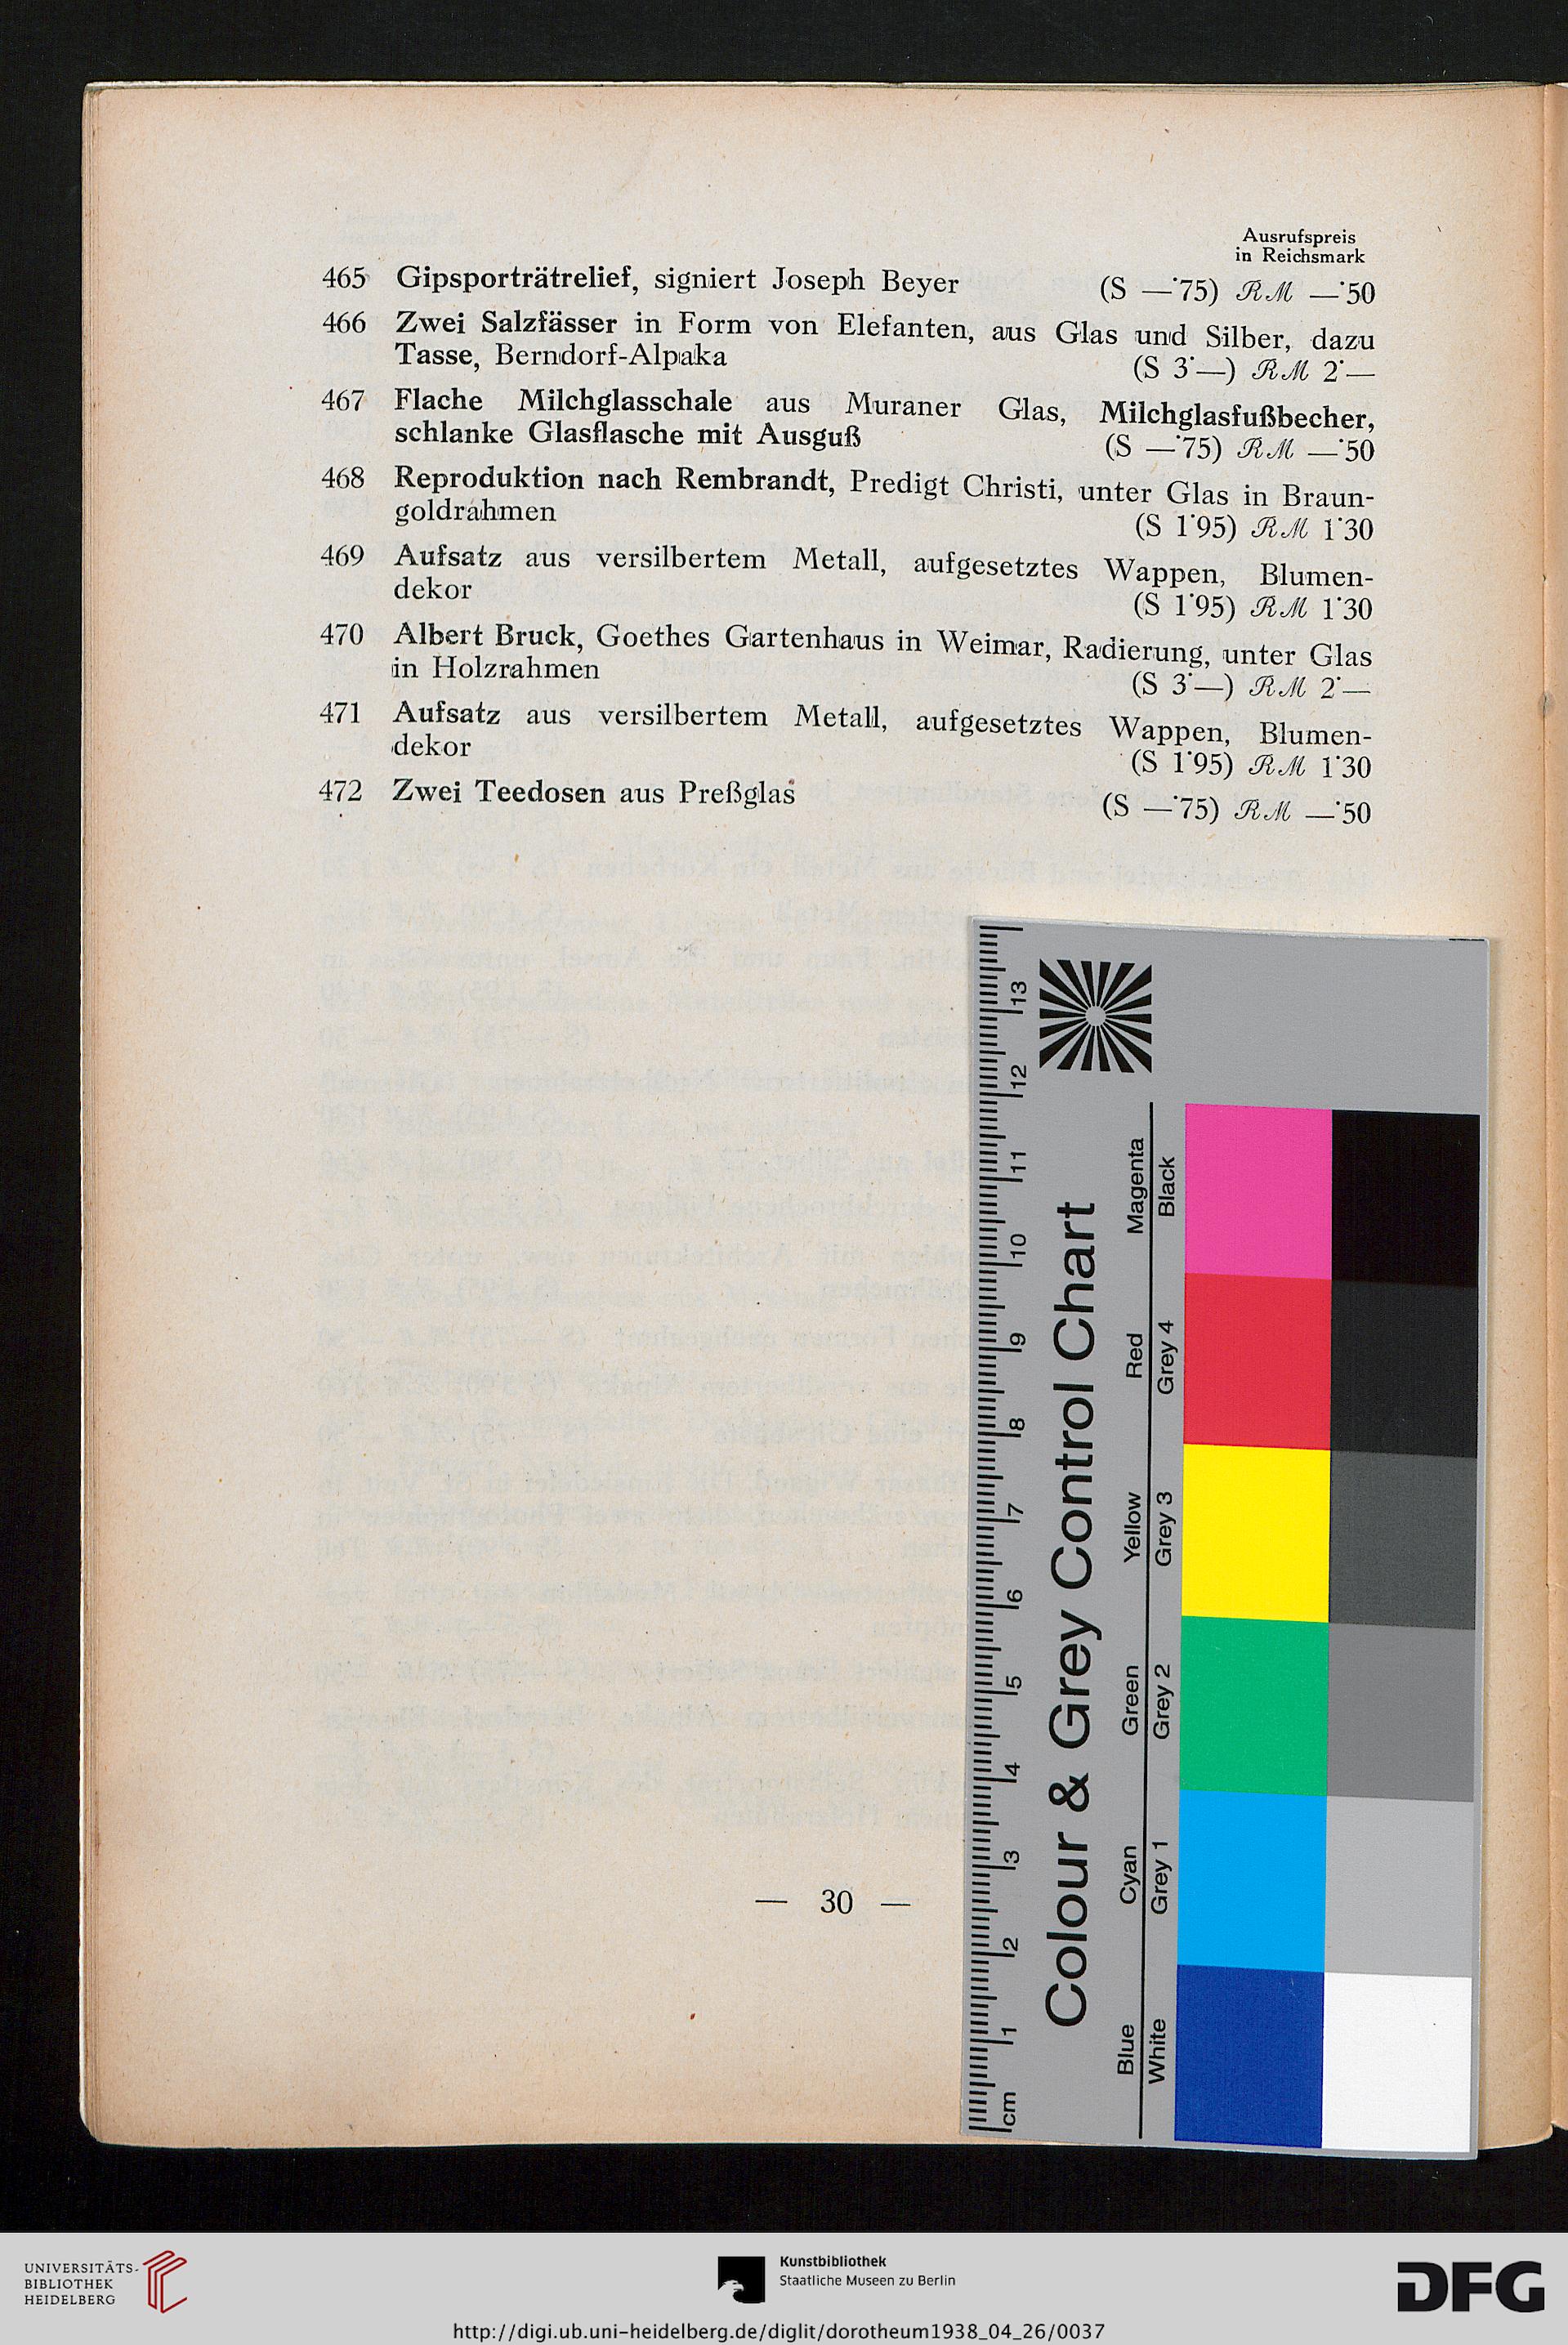 Ausrufspreis
in Reichsmark
465 Gipsporträtrelief, signiert Joseph Beyer (S —˙75) RM —˙50
466 Zwei Salzfässer in Form von Elefanten, aus Glas und Silber, dazu
Tasse, Berndorf-Alpaka (S 3˙—) RM 2˙—
467 Flache Milchglasschale aus Muraner Glas, Milchglasfußbecher,
schlanke Glasflasche mit Ausguß (S —˙75) RM —˙50
468 Reproduktion nach Rembrandt, Predigt Christi, unter Glas in Braun-
goldrahmen (S 1˙95) RM 1˙30
469 Aufsatz aus versilbertem Metall, aufgesetztes Wappen, Blumen-
dekor (S 1˙95) RM 1˙30
470 Albert Bruck, Goethes Gartenhaus in Weimar, Radierung, unter Glas
in Holzrahmen (S 3˙—) RM 2˙—
471 Aufsatz aus versilbertem Metall, aufgesetztes Wappen, Blumen-
dekor (S 1˙95) RM 1˙30
472 Zwei Teedosen aus Preßglas (S —˙75) RM —˙50
— 30 —
cm 1 2 3 4 5 6 7 8 9 10 11 12 13
Colour & Grey Control Chart
Blue Cyan Green Yellow Red Magenta
White Grey 1 Grey 2 Grey 3 Grey 4 Black
UNIVERSITÄTS-
BIBLIOTHEK
HEIDELBERG
Kunstbibliothek
Staatliche Museen zu Berlin
DFG
http://digi.ub.uni-heidelberg.de/diglit/dorotheum1938_04_26/0037